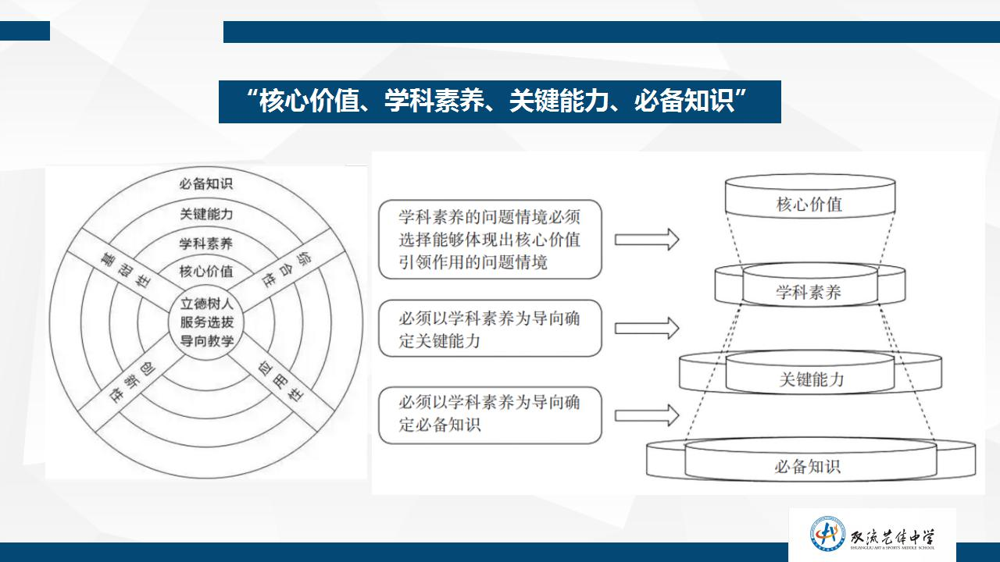 “核心价值、学科素养、关键能力、必备知识”
必备知识
关键能力
学科素养
核心价值
立德树人
服务选拔
导向教学
基础性
综合性
创新性
应用性
学科素养的问题情境必须
选择能够体现出核心价值
引领作用的问题情境
必须以学科素养为导向确
定关键能力
必须以学科素养为导向确
定必备知识
核心价值
学科素养
关键能力
必备知识
双流艺体中学
SHUANGLIU ART & SPORTS MIDDLE SCHOOL